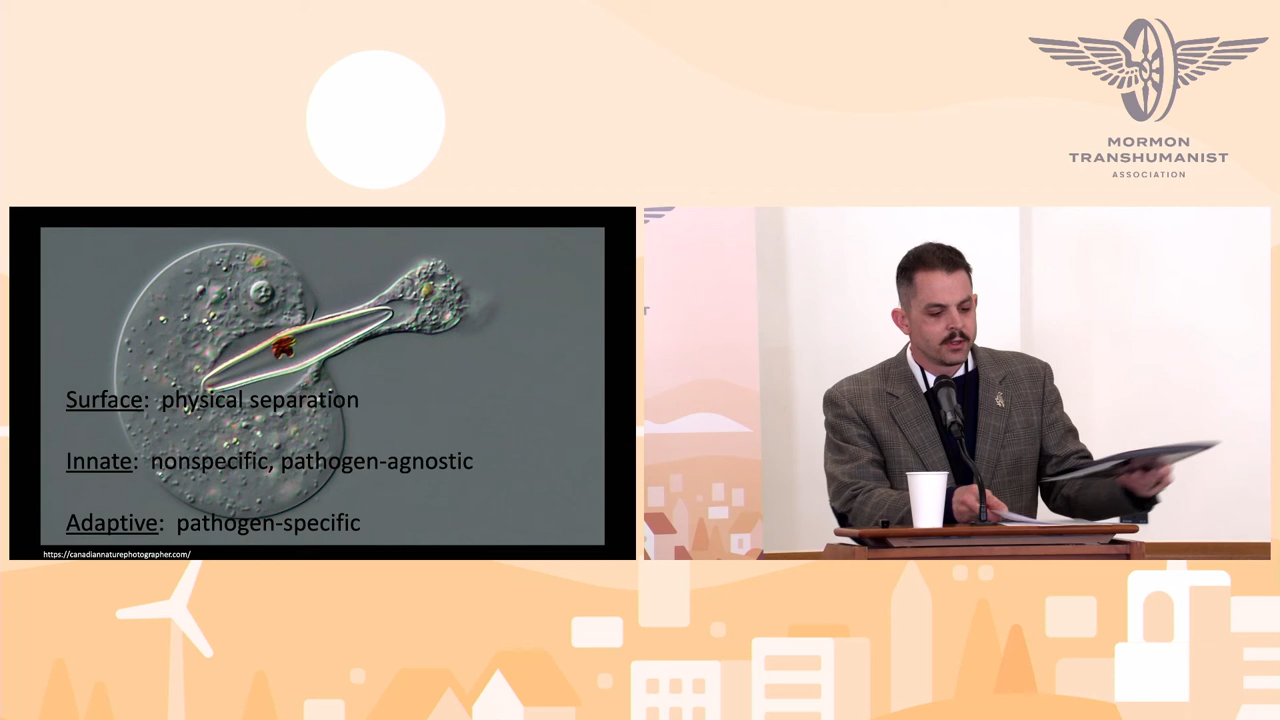 MORMON
TRANSHUMANIST
ASSOCIATION
Surface: physical separation
Innate: nonspecific, pathogen-agnostic
Adaptive: pathogen-specific
https://canadiannaturephotographer.com/